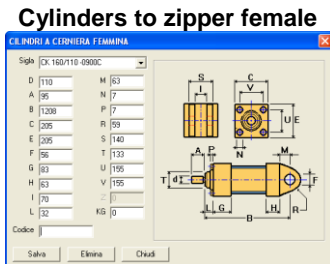 Cylinders to zipper female
CILINDRI A CERNIERA FEMMINA
Sigla CK 160/110 -0900C
D 110 M 63
A 95 N 7
B 1208 P 7
C 205 R 59
E 205 S 140
F 56 T 133
G 83 U 155
H 63 V 155
I 70 Z 0
L 32 KG 0
Codice
Salva Elimina Chiudi
S C
I V
U E
N
A P M
T d F
L G H R
B